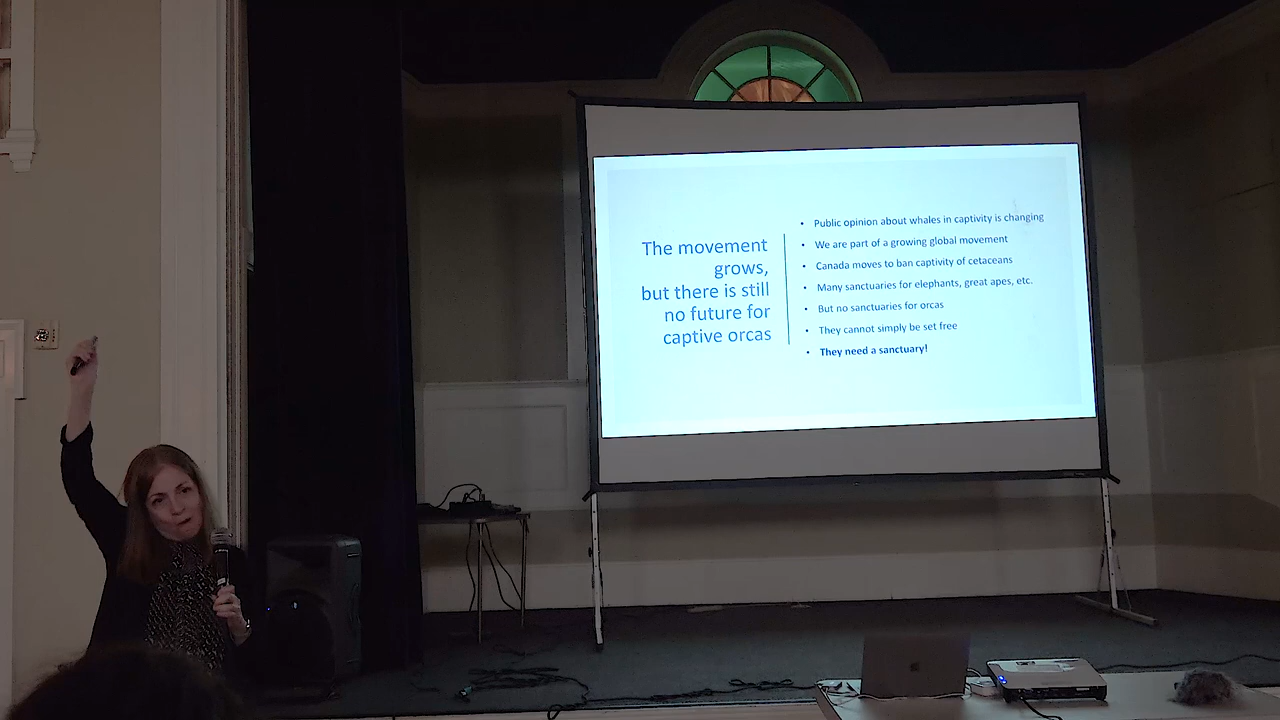 The movement
grows,
but there is still
no future for
captive orcas
• Public opinion about whales in captivity is changing
• We are part of a growing global movement
• Canada moves to ban captivity of cetaceans
• Many sanctuaries for elephants, great apes, etc.
• But no sanctuaries for orcas
• They cannot simply be set free
• They need a sanctuary!